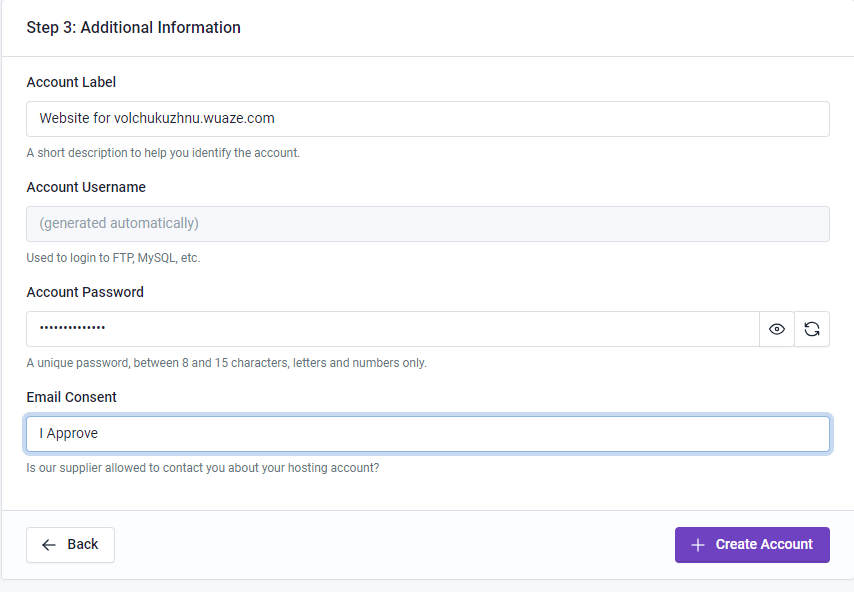 Step 3: Additional Information
Account Label
Website for volchukuzhnu.wuaze.com
A short description to help you identify the account.
Account Username
(generated automatically)
Used to login to FTP, MySQL, etc.
Account Password
••••••••••••••
A unique password, between 8 and 15 characters, letters and numbers only.
Email Consent
I Approve
Is our supplier allowed to contact you about your hosting account?
Back
Create Account